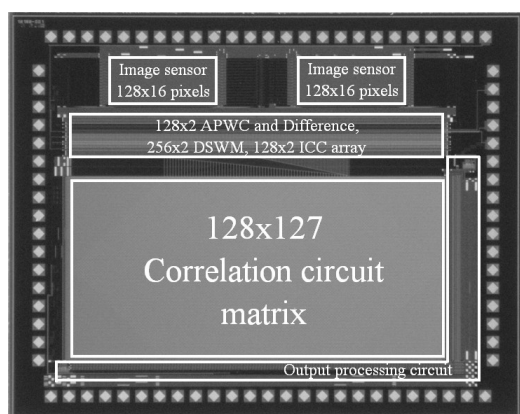 Image sensor
128x16 pixels
Image sensor
128x16 pixels
128x2 APWC and Difference,
256x2 DSWM, 128x2 ICC array
128x127
Correlation circuit
matrix
Output processing circuit